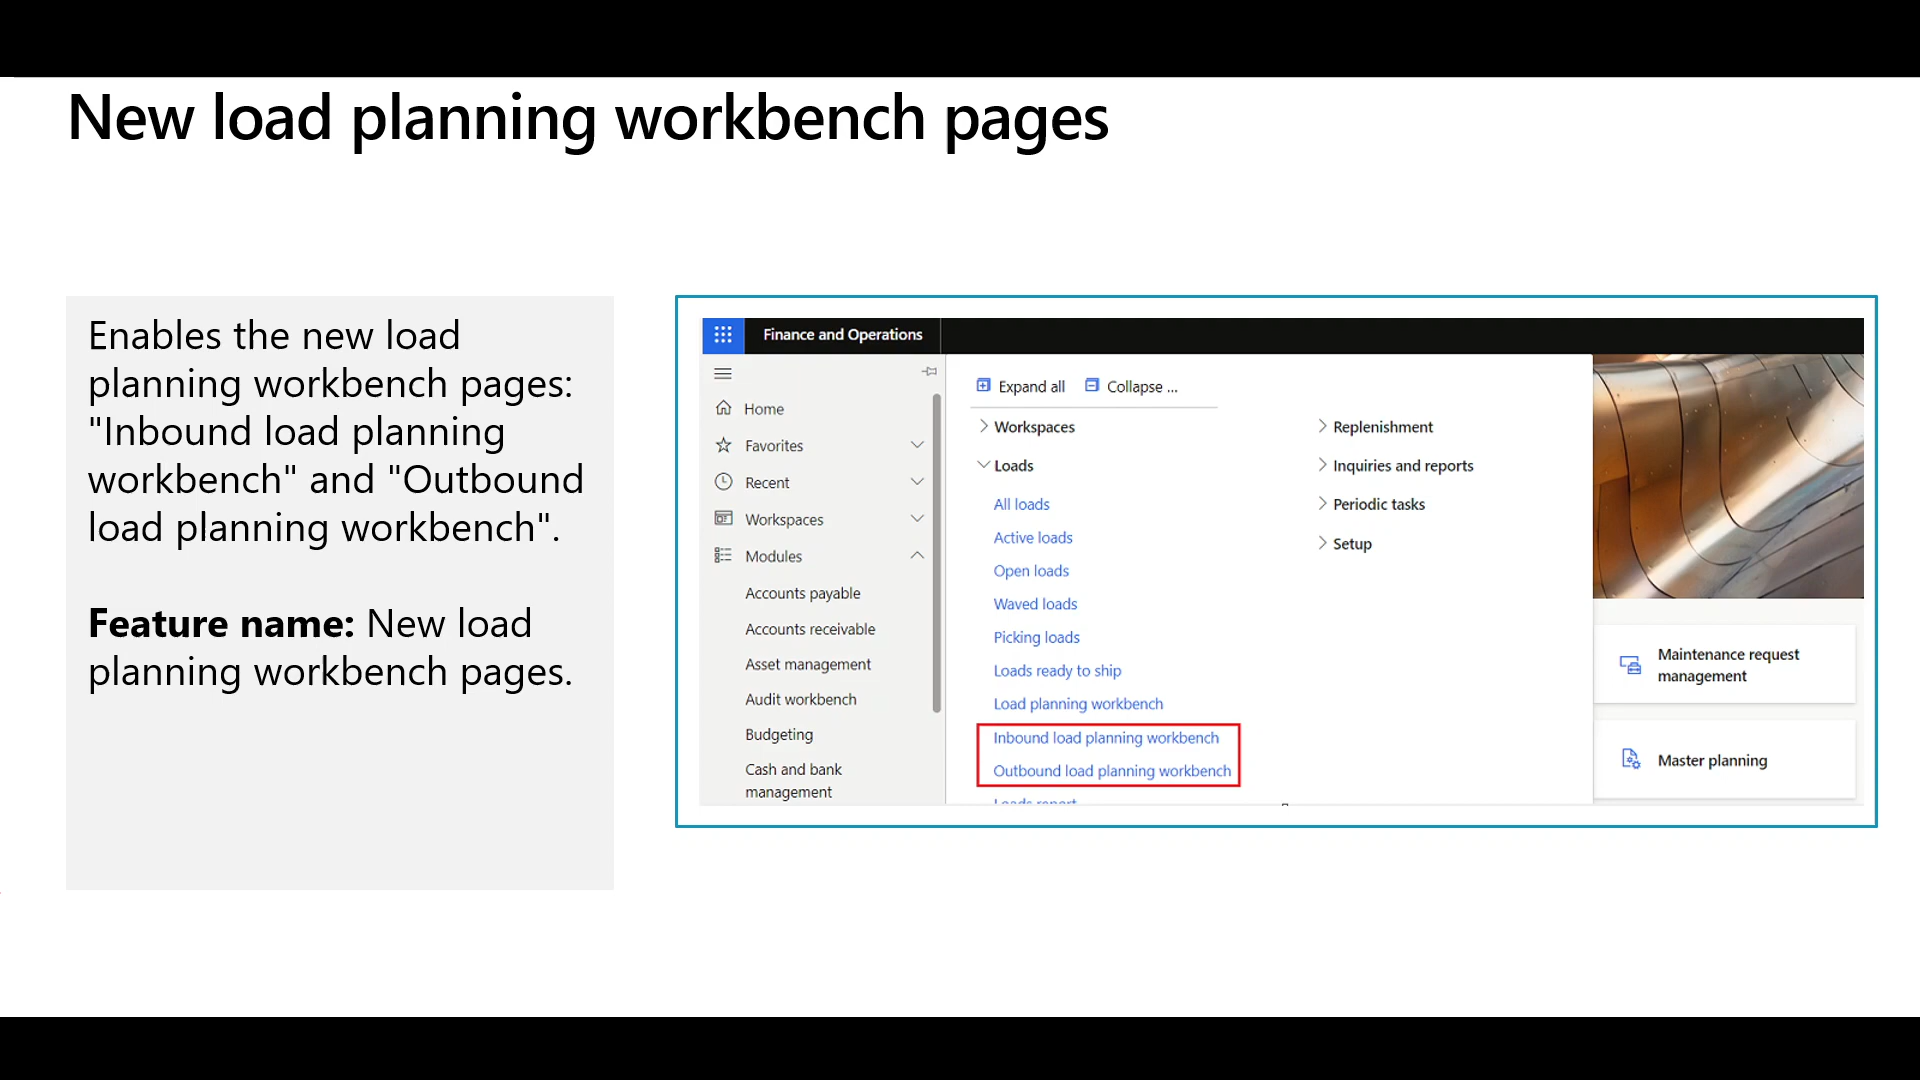 New load planning workbench pages
Enables the new load
planning workbench pages:
"Inbound load planning
workbench" and "Outbound
load planning workbench".
Feature name: New load
planning workbench pages.
Finance and Operations
Home
Favorites
Recent
Workspaces
Modules
Accounts payable
Accounts receivable
Asset management
Audit workbench
Budgeting
Cash and bank
management
Expand all
Collapse ...
Workspaces
Loads
All loads
Active loads
Open loads
Waved loads
Picking loads
Loads ready to ship
Load planning workbench
Inbound load planning workbench
Outbound load planning workbench
Loads report
Replenishment
Inquiries and reports
Periodic tasks
Setup
Maintenance request
management
Master planning